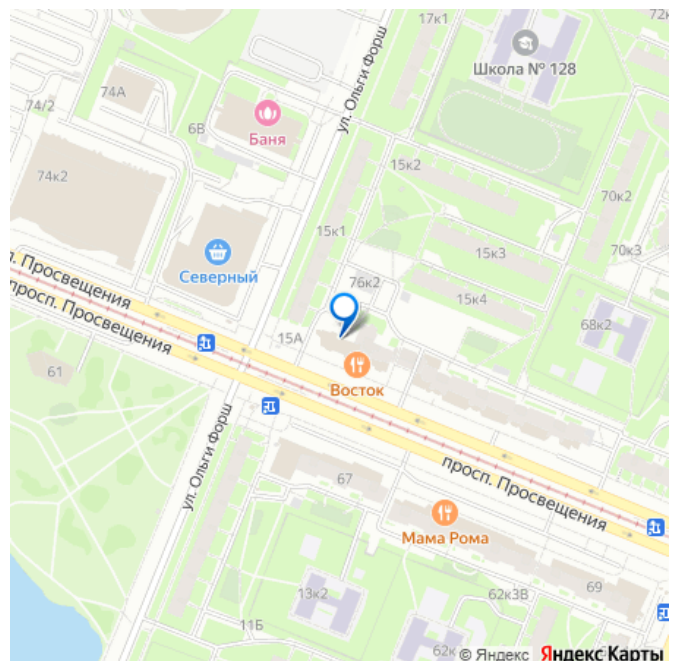 17к1
72к
Школа № 128
74А
74/2
6В
Баня
ул. Ольги Форш
15к2
74к2
70к2
15к1
70к3
15к3
Северный
76к2
15к4
п. Просвещения
просп. Просвещения
68к2
15А
61
Восток
ул. Ольги Форш
67
просп. Просвещения
Мама Рома
69
13к2
62к3В
11Б
62к
© Яндекс Яндекс Карты